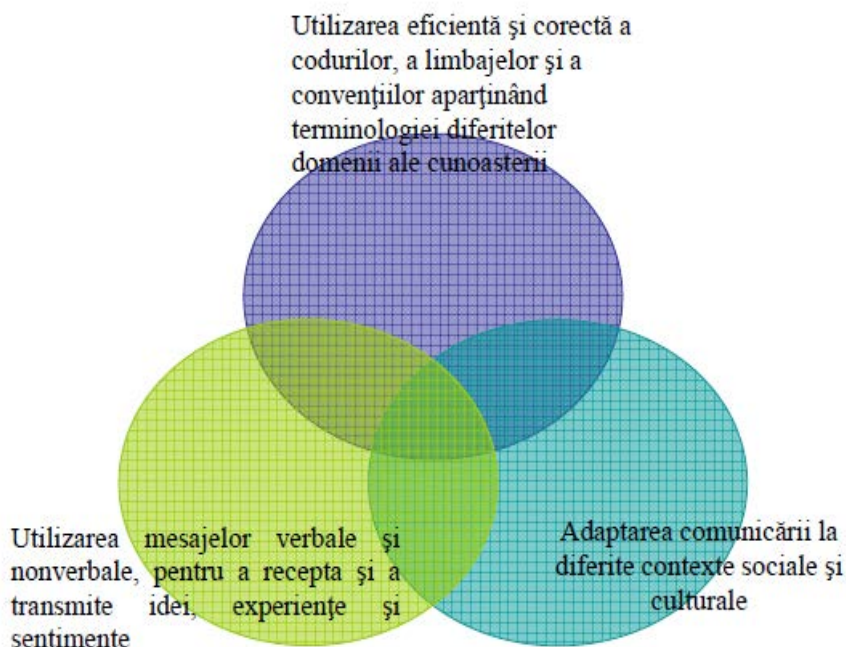 Utilizarea eficientă şi corectă a
codurilor, a limbajelor şi a
convenţiilor aparţinând
terminologiei diferitelor
domenii ale cunoasterii
Utilizarea mesajelor verbale şi
nonverbale, pentru a recepta şi a
transmite idei, experienţe şi
sentimente
Adaptarea comunicării la
diferite contexte sociale şi
culturale